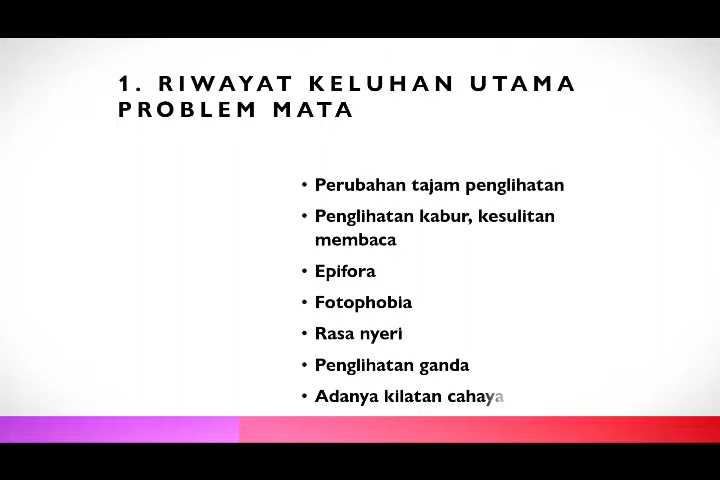 1. RIWAYAT KELUHAN UTAMA
PROBLEM MATA
• Perubahan tajam penglihatan
• Penglihatan kabur, kesulitan
membaca
• Epifora
• Fotophobia
• Rasa nyeri
• Penglihatan ganda
• Adanya kilatan cahaya